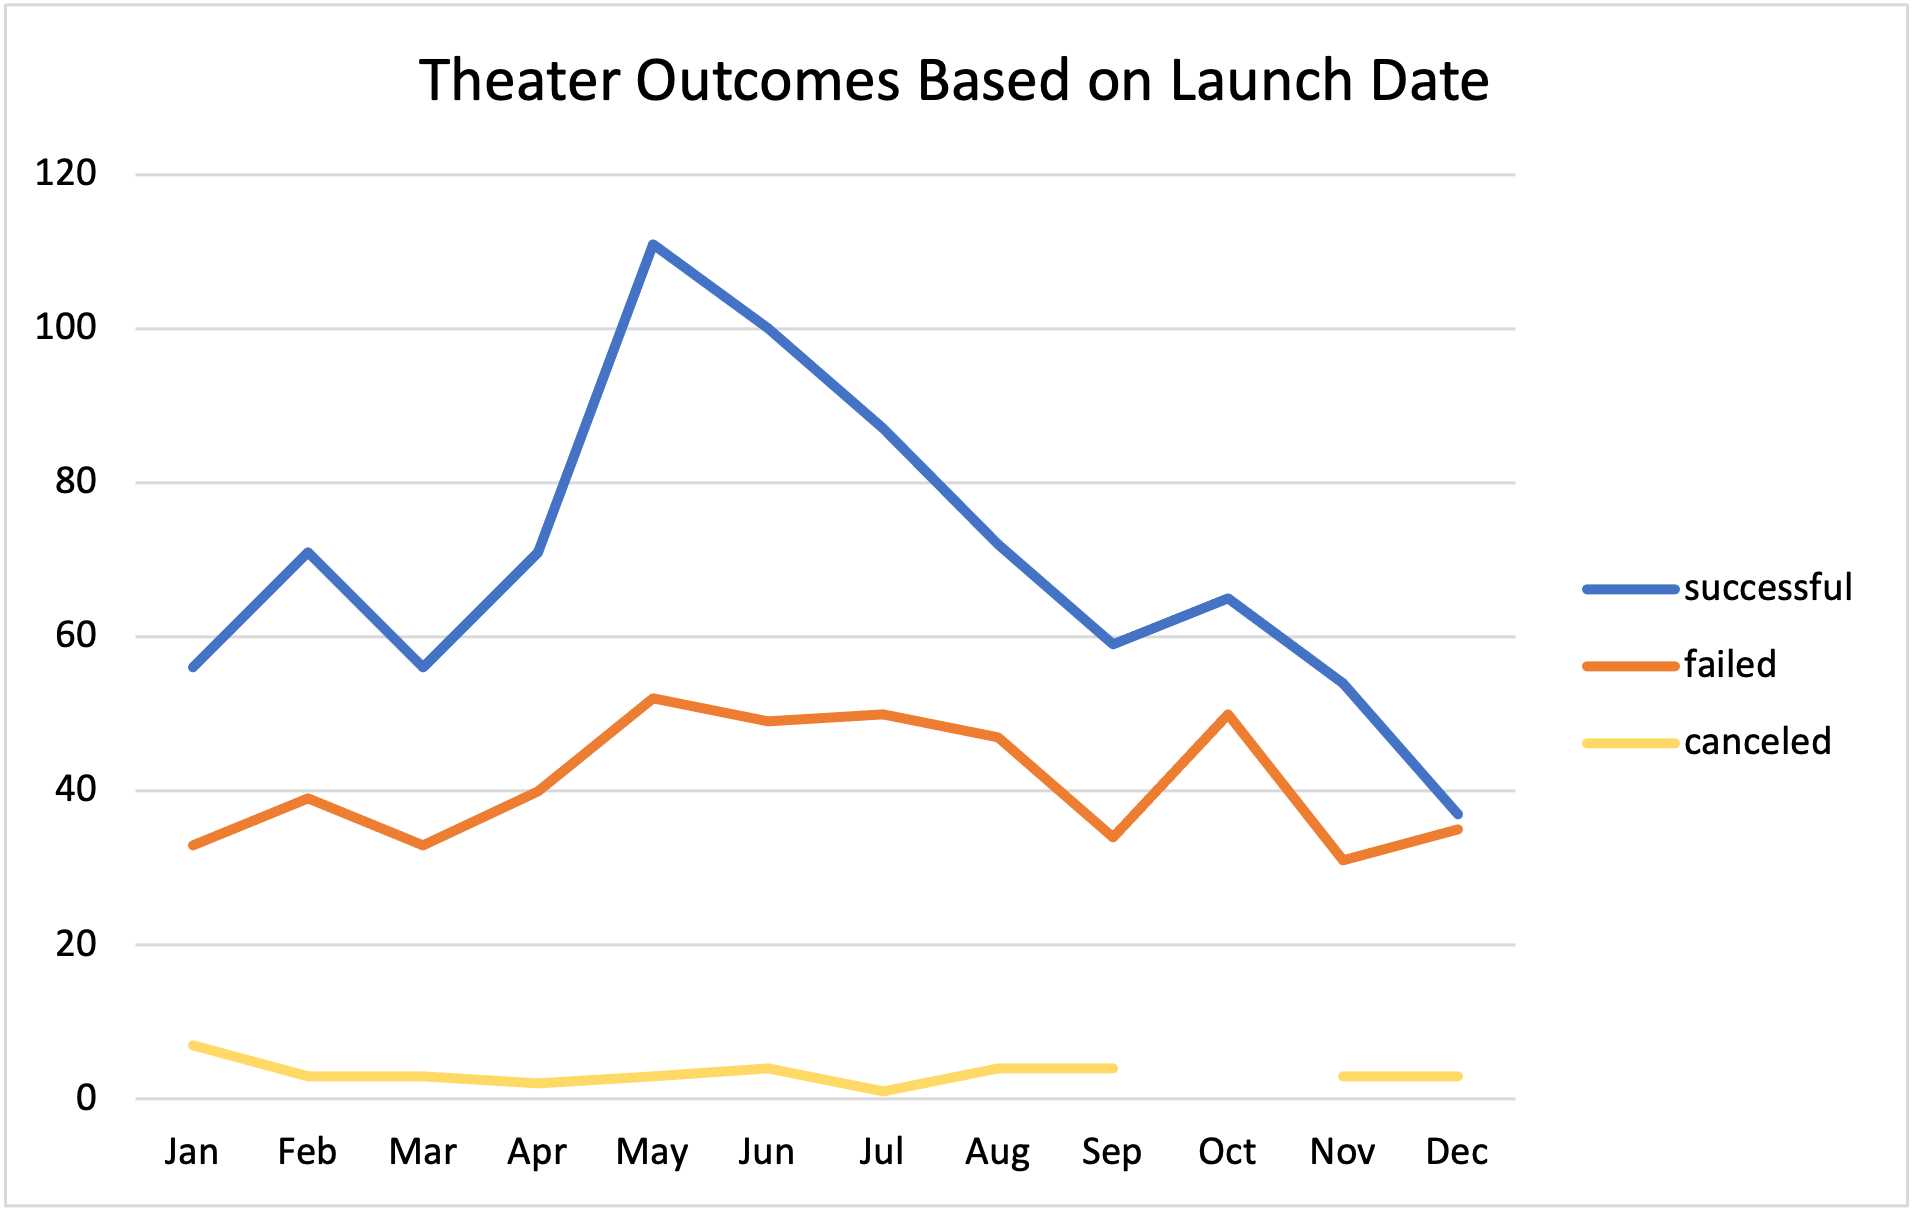 Theater Outcomes Based on Launch Date
120
100
80
60
40
20
0
Jan Feb Mar Apr May Jun Jul Aug Sep Oct Nov Dec
successful
failed
canceled